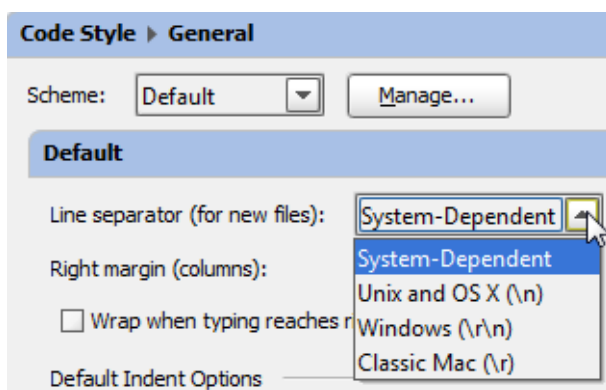 Code Style ▶ General
Scheme: Default Manage...
Default
Line separator (for new files): System-Dependent
System-Dependent
Right margin (columns):
Unix and OS X (\n)
Wrap when typing reaches
Windows (\r\n)
Classic Mac (\r)
Default Indent Options